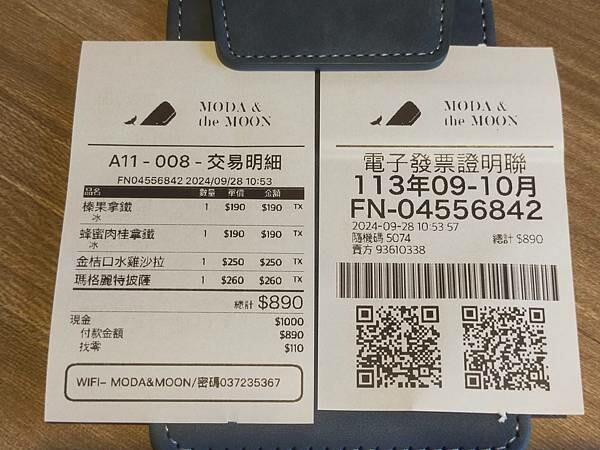 MODA &
the MOON
A11-008-交易明細
FN04556842 2024/09/28 10:53
品名 數量 單價 金額
榛果拿鐵 1 $190 $190 TX
冰
蜂蜜肉桂拿鐵 1 $190 $190 TX
冰
金桔口水雞沙拉 1 $250 $250 TX
瑪格麗特披薩 1 $260 $260 TX
總計 $890
現金 $1000
付款金額 $890
找零 $110
WIFI- MODA&MOON/密碼037235367
MODA &
the MOON
電子發票證明聯
113年09-10月
FN-04556842
2024-09-28 10:53:57
隨機碼 5074 總計 $890
賣方 93610338